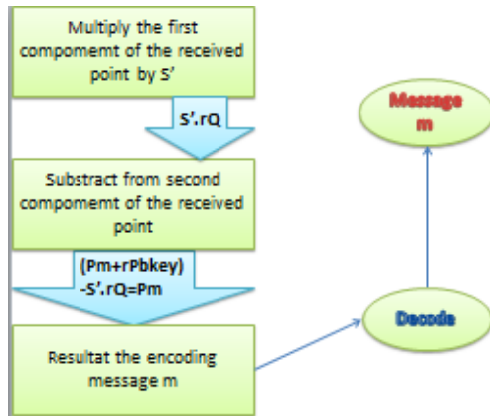 Multiply the first
compomemt of the received
point by S'
S'.rQ
Substract from second
compomemt of the received
point
(Pm+rPbkey)
-S'.rQ=Pm
Resultat the encoding
message m
Message
m
Decode